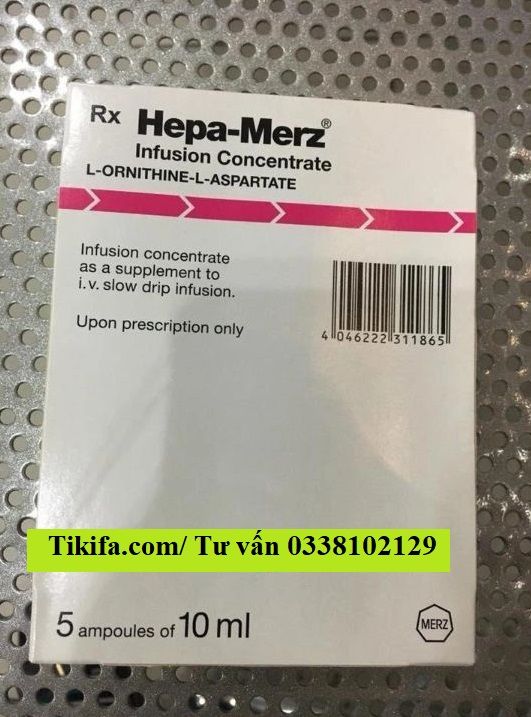 Rx Hepa-Merz®
Infusion Concentrate
L-ORNITHINE-L-ASPARTATE
Infusion concentrate
as a supplement to
i.v. slow drip infusion.
Upon prescription only
4 046222 311865
Tikifa.com/ Tư vấn 0338102129
5 ampoules of 10 ml
MERZ